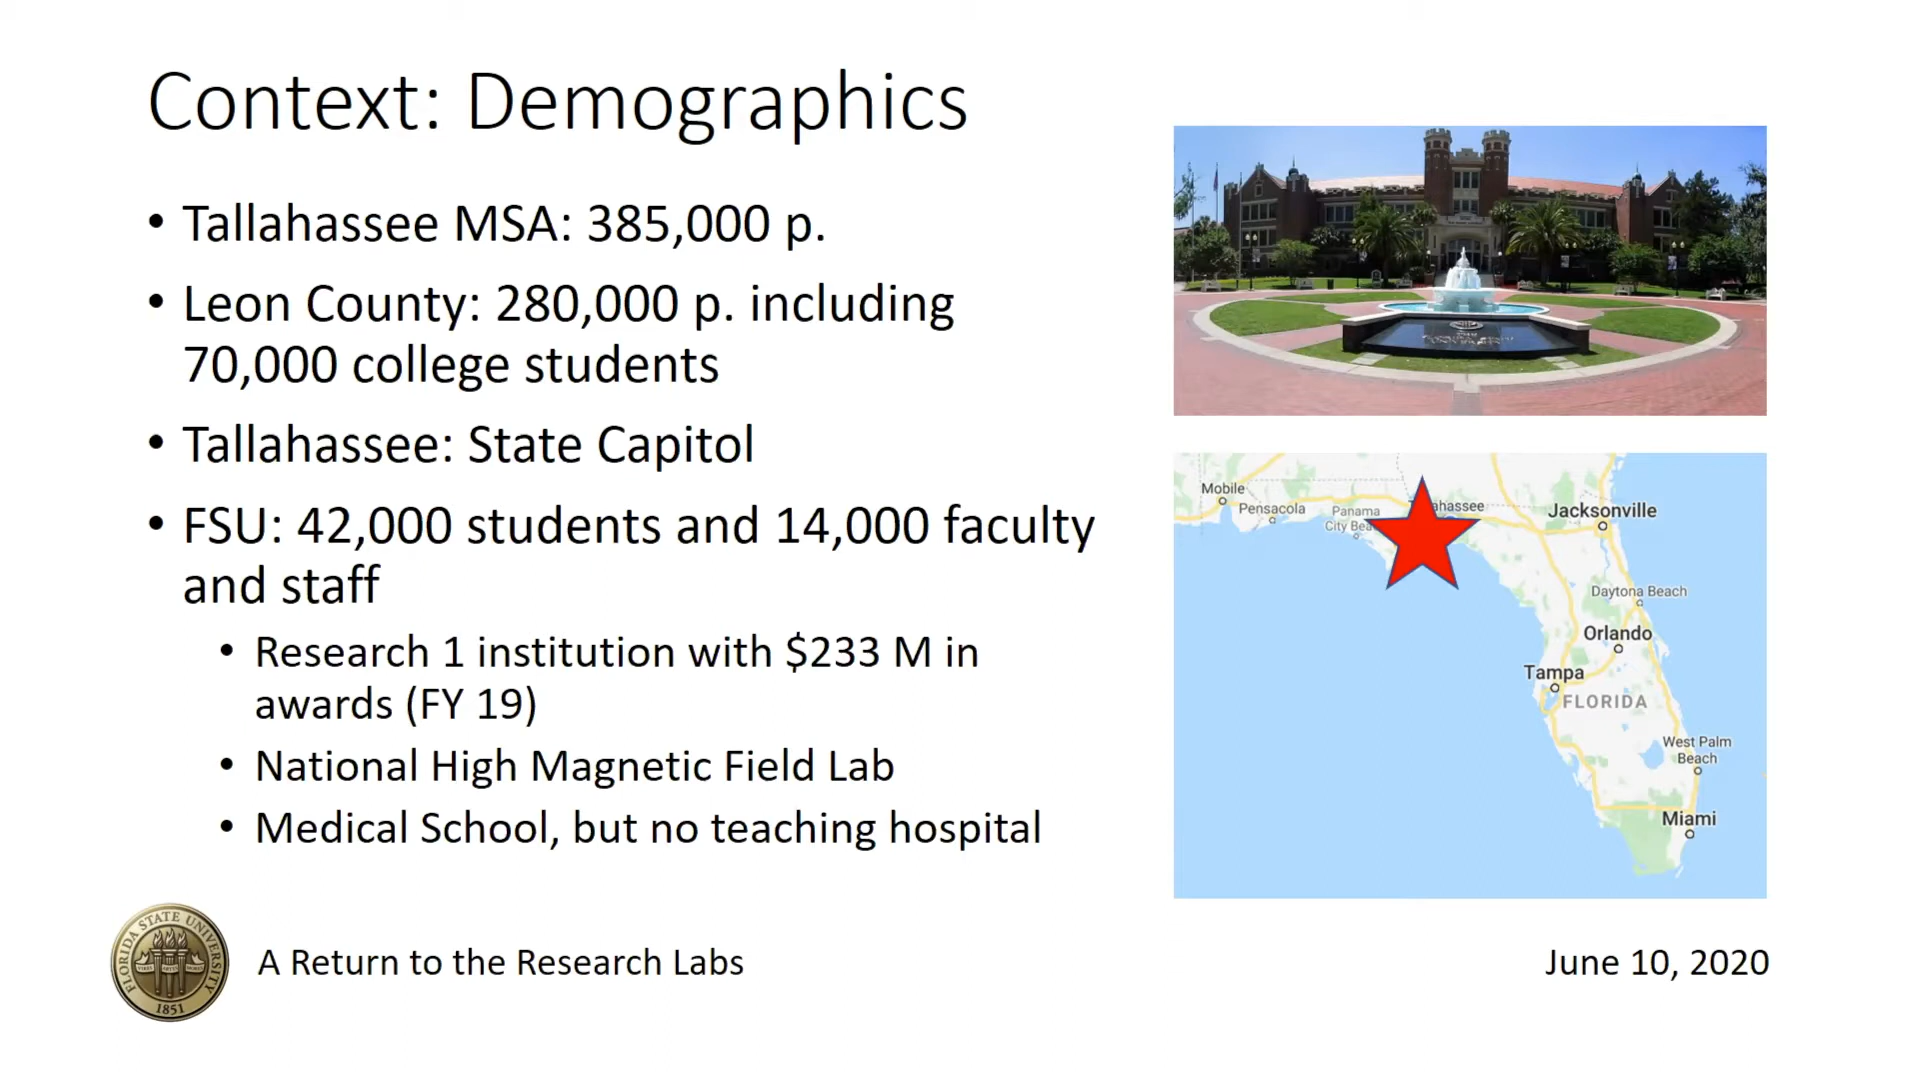 Context: Demographics
• Tallahassee MSA: 385,000 p.
• Leon County: 280,000 p. including
70,000 college students
• Tallahassee: State Capitol
• FSU: 42,000 students and 14,000 faculty
and staff
• Research 1 institution with $233 M in
awards (FY 19)
• National High Magnetic Field Lab
• Medical School, but no teaching hospital
Mobile
Pensacola
Panama
City Bea
ahassee
Jacksonville
Daytona Beach
Orlando
Tampa
FLORIDA
West Palm
Beach
Miami
FLORIDA STATE UNIVERSITY
1851
A Return to the Research Labs
June 10, 2020